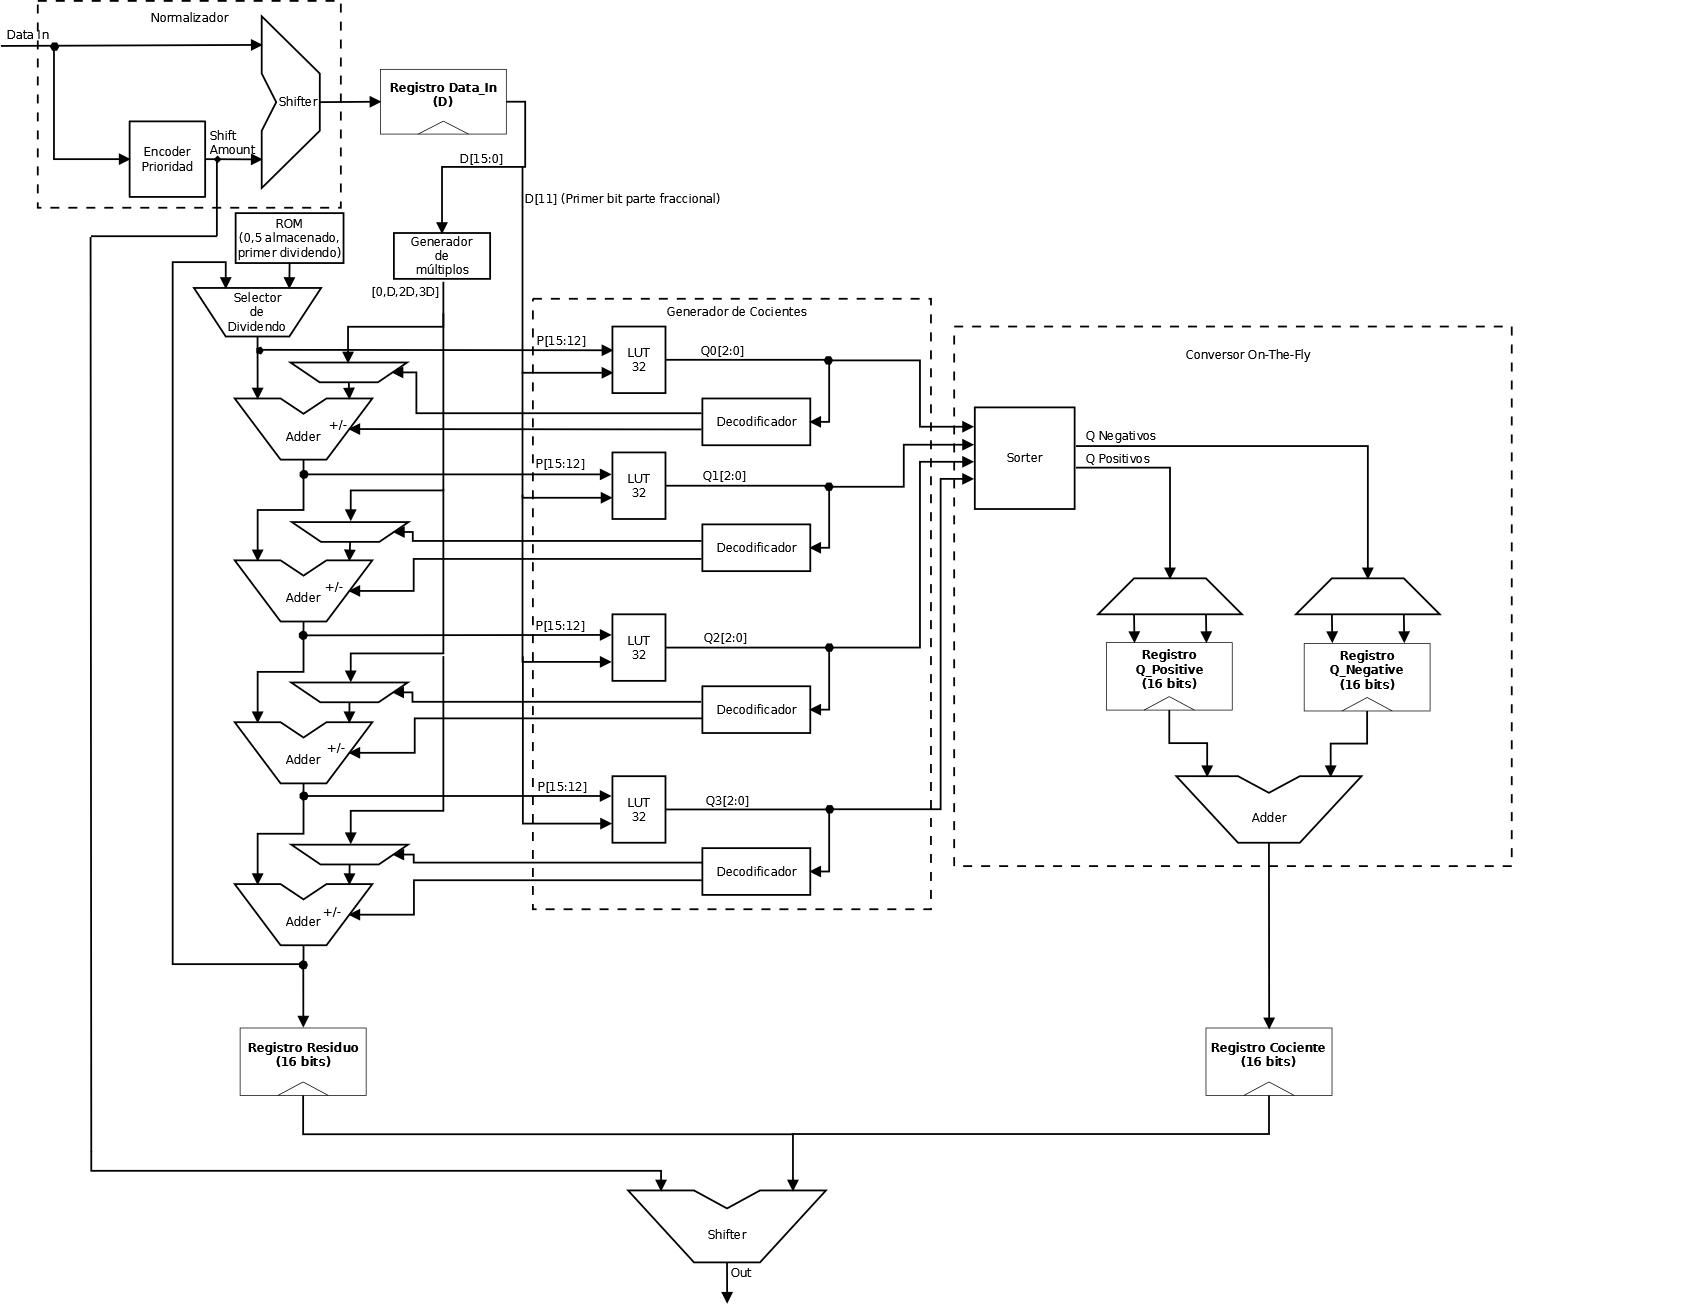 Normalizador
Data In
Shifter
Registro Data_In
(D)
Shift
Amount
Encoder
Prioridad
D[15:0]
D[11] (Primer bit parte fraccional)
ROM
(0,5 almacenado,
primer dividendo)
Generador
de
múltiplos
[0,D,2D,3D]
Selector
de
Dividendo
Generador de Cocientes
P[15:12]
LUT
32
Q0[2:0]
Conversor On-The-Fly
Decodificador
Adder
+/-
P[15:12]
LUT
32
Q1[2:0]
Sorter
Q Negativos
Q Positivos
Decodificador
Adder
+/-
P[15:12]
LUT
32
Q2[2:0]
Registro
Q_Positive
(16 bits)
Registro
Q_Negative
(16 bits)
Decodificador
Adder
+/-
P[15:12]
LUT
32
Q3[2:0]
Adder
Decodificador
Adder
+/-
Registro Residuo
(16 bits)
Registro Cociente
(16 bits)
Shifter
Out